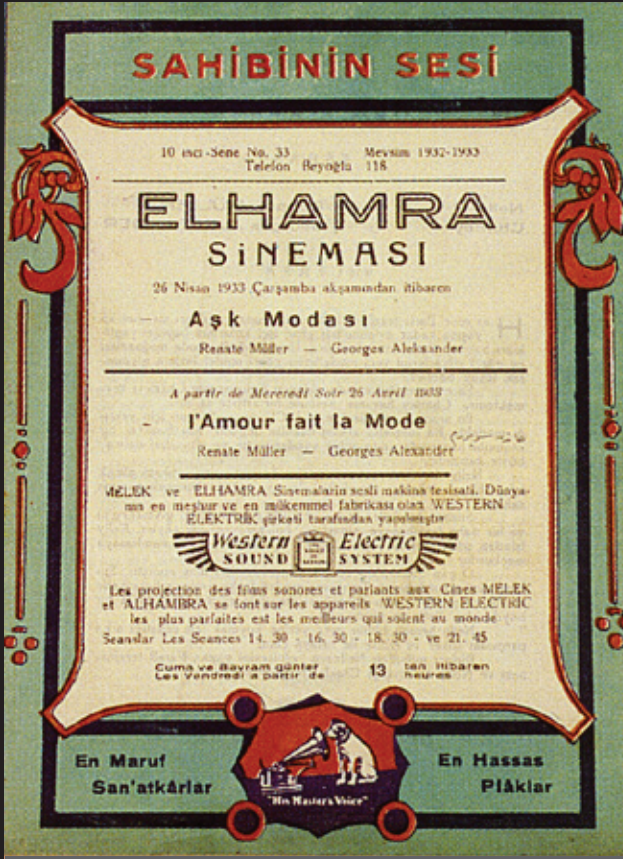 SAHİBİNİN SESİ
10 inci Sene No. 33 Mevsim 1932-1933
Telefon Beyoğlu 118
ELHAMRA
SİNEMASI
26 Nisan 1933 Çarşamba akşamından itibaren
Aşk Modası
Renate Müller — Georges Aleksander
A partir de Mercredi Soir 26 Avril 1933
- l'Amour fait la Mode
Renate Müller — Georges Alexander
MELEK ve ELHAMRA Sinemaların sesli makina tesisatı. Dünya-
nın en meşhur ve en mükemmel fabrikası olan WESTERN
ELEKTRİK şirketi tarafından yapılmıştır
Western Electric
SOUND SYSTEM
Les projection des films sonores et parlants aux Cines MELEK
et ALHAMBRA se font sur les appareils WESTERN ELECTRIC
les plus parfaites est les meilleurs qui soient au monde
Seanslar Les Seances 14. 30 - 16. 30 - 18. 30 - ve 21. 45
Cuma ve Bayram günler 13 ten itibaren
Les Vendredi a partir de heures
En Maruf
San'atkârlar
En Hassas
Plâklar
"His Master's Voice"